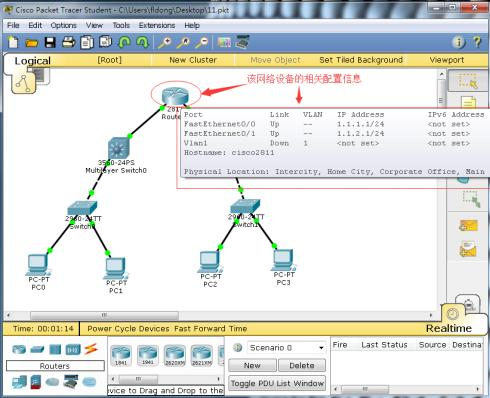 Cisco Packet Tracer Student - C:\Users\fldong\Desktop\11.pkt
File Edit Options View Tools Extensions Help
Logical [Root] New Cluster Move Object Set Tiled Background Viewport
该网络设备的相关配置信息
Port Link VLAN IP Address IPv6 Address
FastEthernet0/0 Up -- 1.1.1.1/24 <not set>
FastEthernet0/1 Up -- 1.1.2.1/24 <not set>
Vlan1 Down 1 <not set> <not set>
Hostname: cisco2811
Physical Location: Intercity, Home City, Corporate Office, Main
281
Route
3560-24PS
Multilayer Switch0
2960-24TT
Switch0
2960-24TT
Switch1
PC-PT
PC0
PC-PT
PC1
PC-PT
PC2
PC-PT
PC3
Time: 00:01:14 Power Cycle Devices Fast Forward Time Realtime
Routers
1841 1941 2620XM 2621XM
vice to Drag and Drop to the
Scenario 0
New Delete
Toggle PDU List Window
Fire Last Status Source Destina